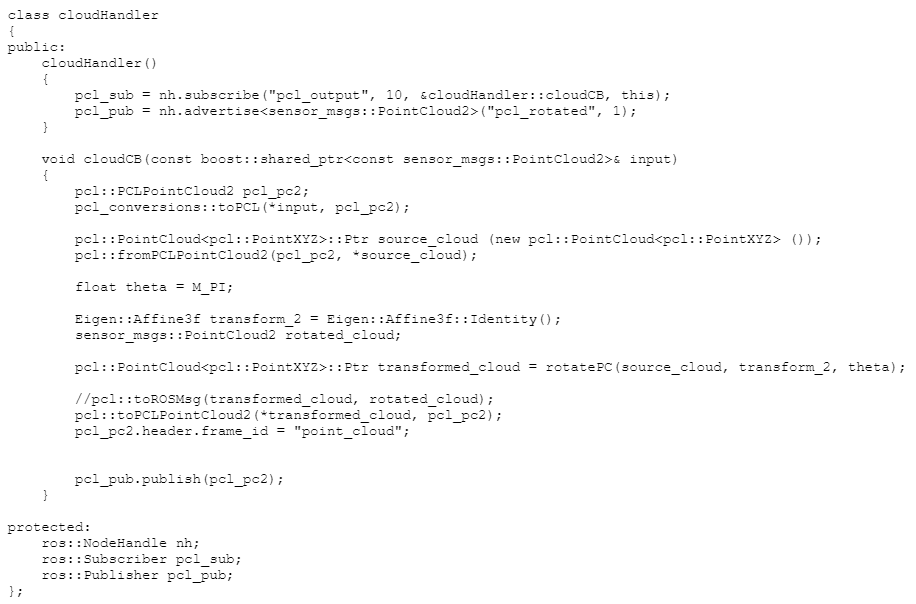 class cloudHandler
{
public:
    cloudHandler()
    {
        pcl_sub = nh.subscribe("pcl_output", 10, &cloudHandler::cloudCB, this);
        pcl_pub = nh.advertise<sensor_msgs::PointCloud2>("pcl_rotated", 1);
    }

    void cloudCB(const boost::shared_ptr<const sensor_msgs::PointCloud2>& input)
    {
        pcl::PCLPointCloud2 pcl_pc2;
        pcl_conversions::toPCL(*input, pcl_pc2);

        pcl::PointCloud<pcl::PointXYZ>::Ptr source_cloud (new pcl::PointCloud<pcl::PointXYZ> ());
        pcl::fromPCLPointCloud2(pcl_pc2, *source_cloud);

        float theta = M_PI;

        Eigen::Affine3f transform_2 = Eigen::Affine3f::Identity();
        sensor_msgs::PointCloud2 rotated_cloud;

        pcl::PointCloud<pcl::PointXYZ>::Ptr transformed_cloud = rotatePC(source_cloud, transform_2, theta);

        //pcl::toROSMsg(transformed_cloud, rotated_cloud);
        pcl::toPCLPointCloud2(*transformed_cloud, pcl_pc2);
        pcl_pc2.header.frame_id = "point_cloud";


        pcl_pub.publish(pcl_pc2);
    }

protected:
    ros::NodeHandle nh;
    ros::Subscriber pcl_sub;
    ros::Publisher pcl_pub;
};